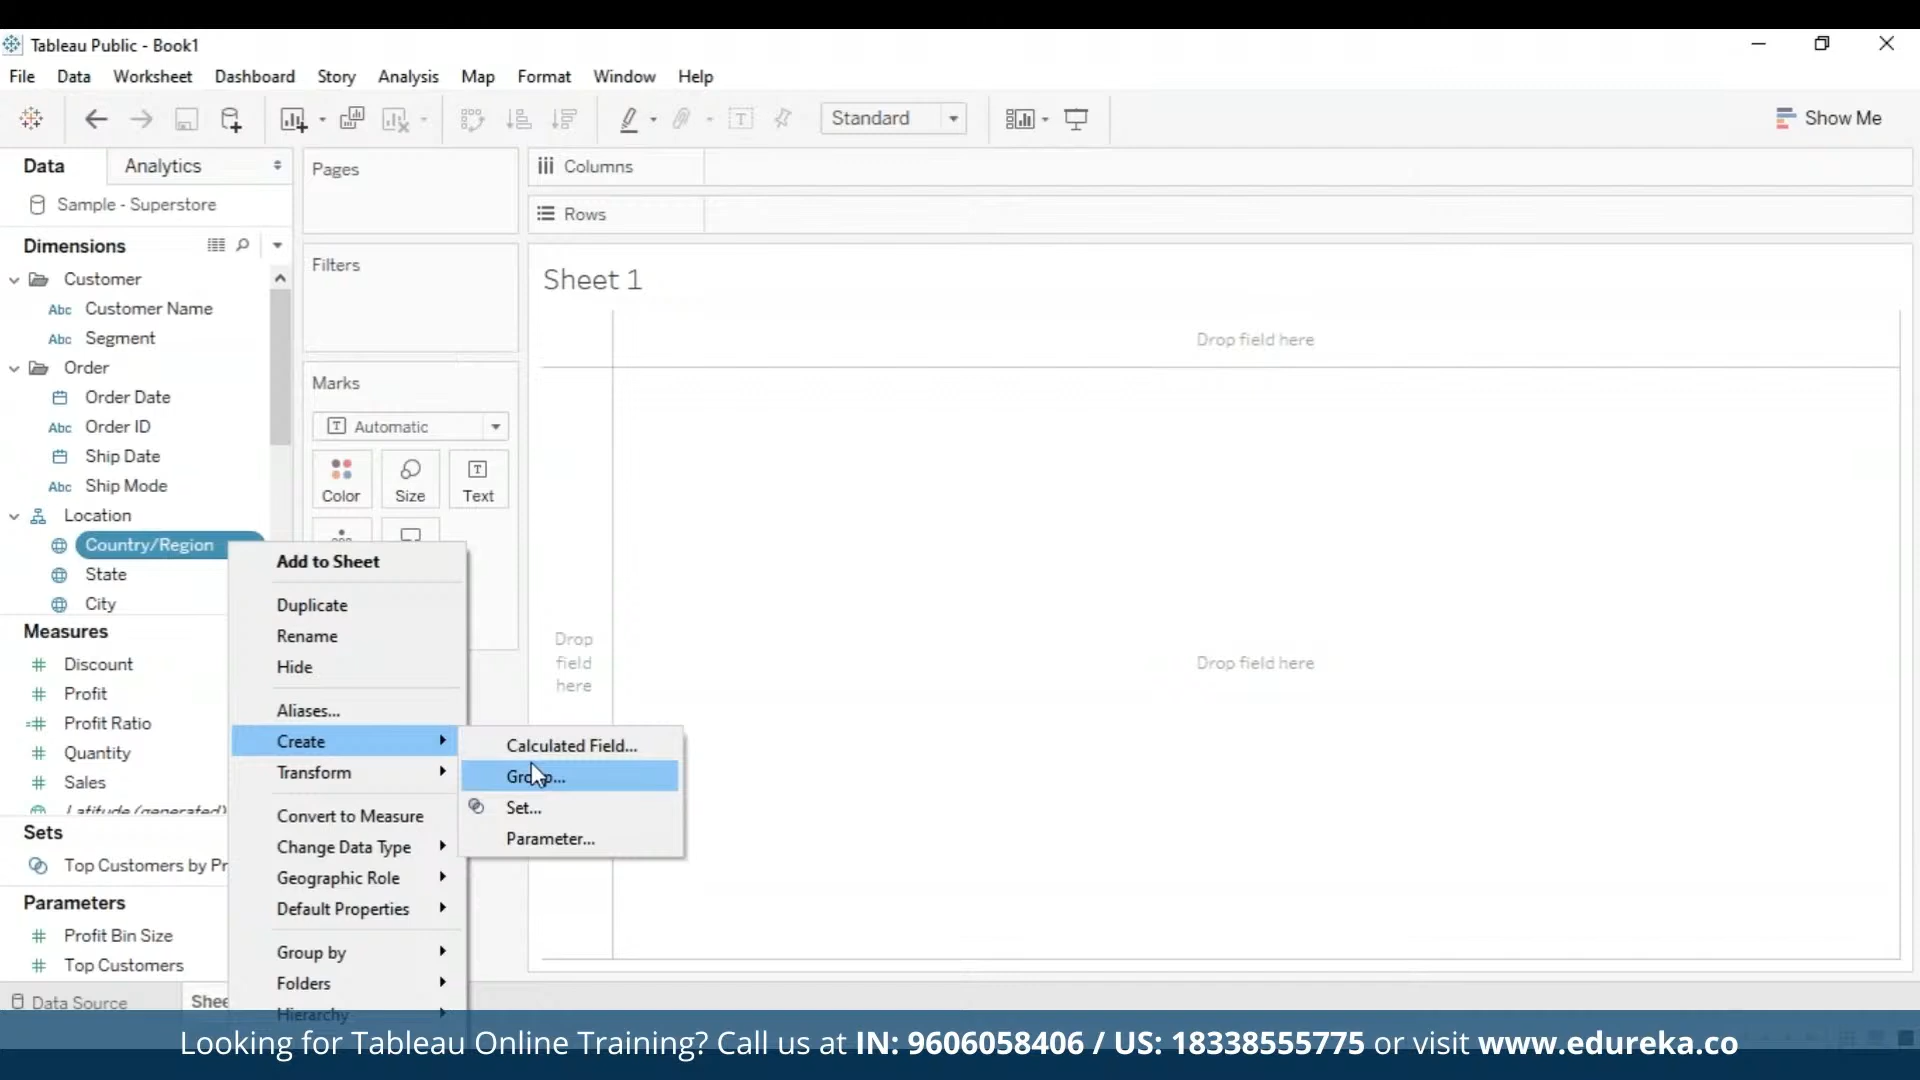 Tableau Public - Book1
File Data Worksheet Dashboard Story Analysis Map Format Window Help
Standard
Show Me
Data Analytics
Sample - Superstore
Dimensions
Customer
Abc Customer Name
Abc Segment
Order
Order Date
Abc Order ID
Ship Date
Abc Ship Mode
Location
Country/Region
State
City
Measures
# Discount
# Profit
=# Profit Ratio
# Quantity
# Sales
Latitude (generated)
Sets
Top Customers by Pr
Parameters
# Profit Bin Size
# Top Customers
Data Source
Shee
Pages
Filters
Marks
T Automatic
Color Size Text
Columns
Rows
Sheet 1
Drop field here
Drop
field
here
Drop field here
Add to Sheet
Duplicate
Rename
Hide
Aliases...
Create
Transform
Convert to Measure
Change Data Type
Geographic Role
Default Properties
Group by
Folders
Hierarchy
Calculated Field...
Group...
Set...
Parameter...
Looking for Tableau Online Training? Call us at IN: 9606058406 / US: 18338555775 or visit www.edureka.co